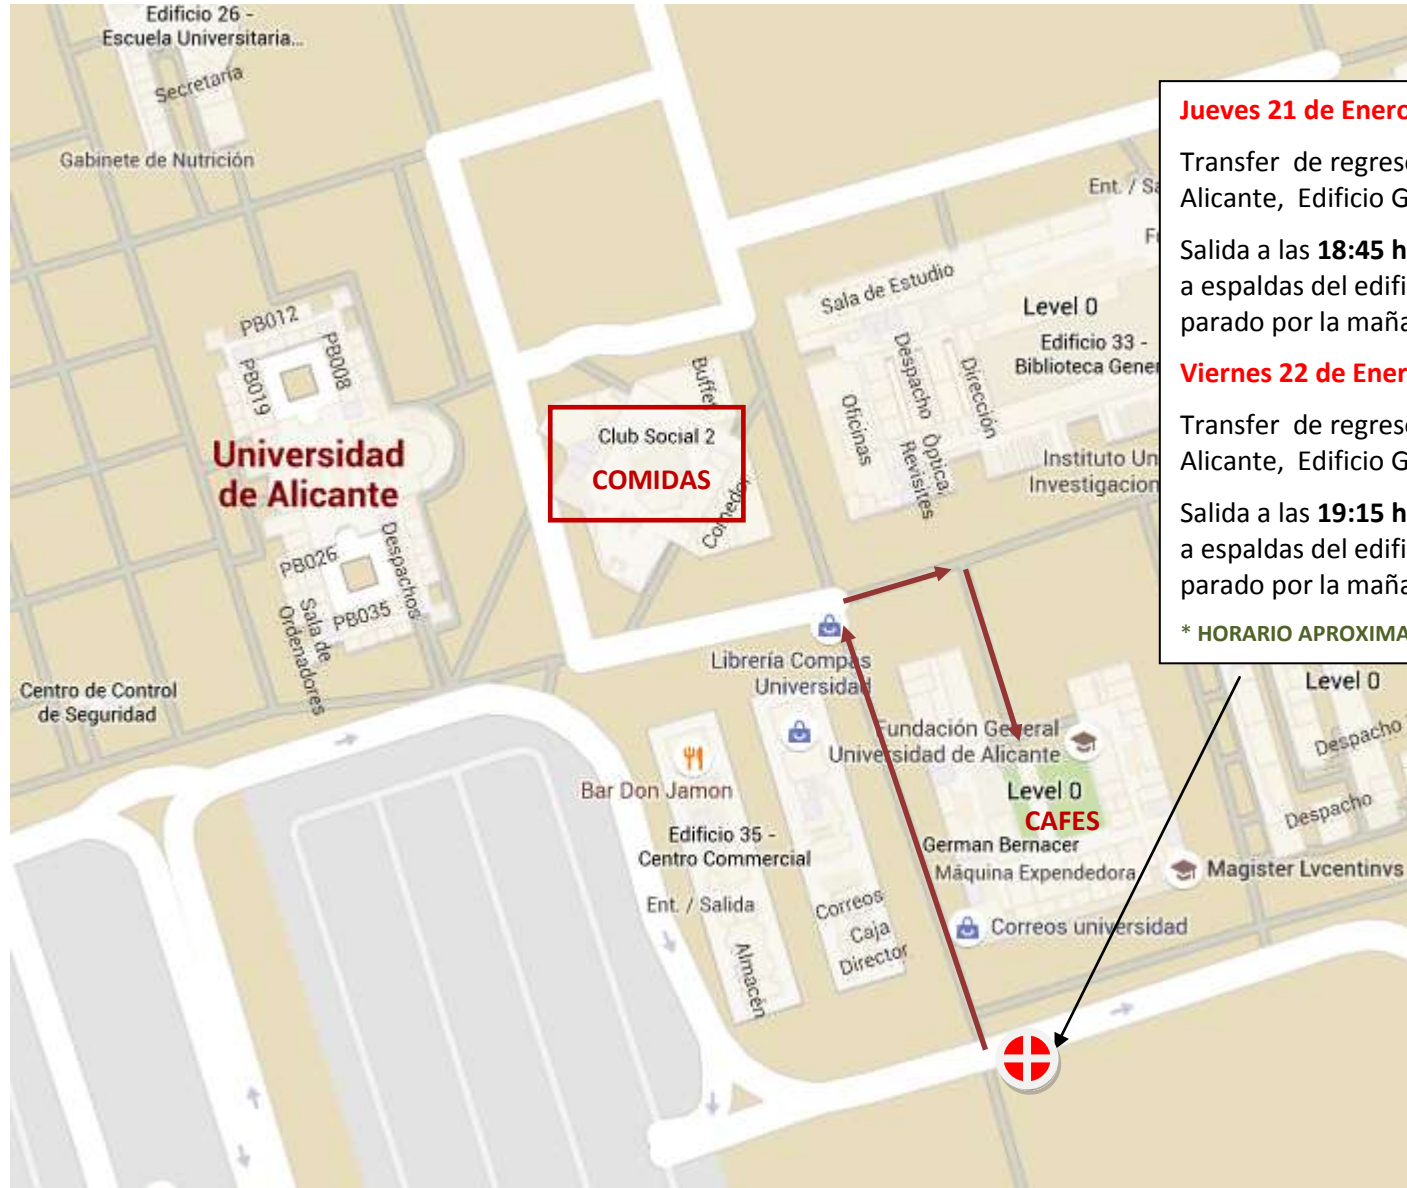 Edificio 26 -
Escuela Universitaria...
Secretaría
Gabinete de Nutrición
PB012
PB008
PB019
Universidad
de Alicante
PB026
PB035
Despachos
Sala de
Ordenadores
Centro de Control
de Seguridad
Buffet
Club Social 2
COMIDAS
Comedor
Ent. / Sa
Sala de Estudio
Level 0
Edificio 33 -
Biblioteca Gener
Despacho
Dirección
Oficinas
Òptica,
Revisites
Instituto Un
Investigacion
Jueves 21 de Enero
Transfer de regres
Alicante, Edificio G
Salida a las 18:45 h
a espaldas del edifi
parado por la maña
Viernes 22 de Ener
Transfer de regres
Alicante, Edificio G
Salida a las 19:15 h
a espaldas del edifi
parado por la maña
* HORARIO APROXIMA
Librería Compas
Universidad
Fundación General
Universidad de Alicante
Level 0
CAFES
German Bernacer
Máquina Expendedora
Correos universidad
Magister Lvcentinvs
Level 0
Despacho
Despacho
Bar Don Jamon
Edificio 35 -
Centro Commercial
Ent. / Salida
Almacén
Correos
Caja
Director